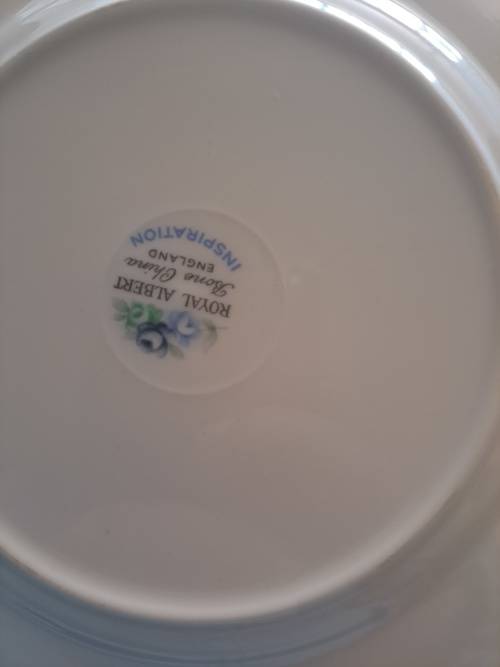 ROYAL ALBERT
Bone China
ENGLAND
INSPIRATION